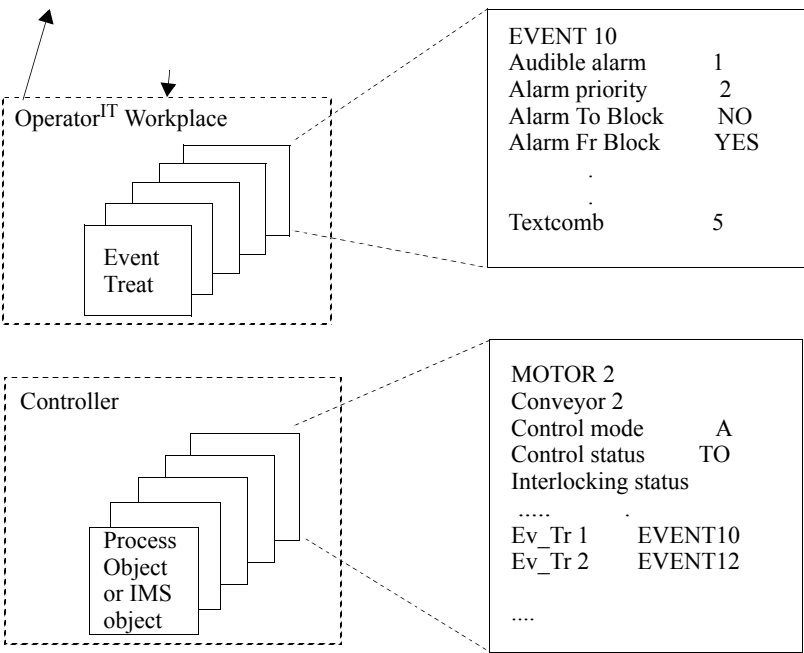 Operator^IT Workplace
Event
Treat
EVENT 10
Audible alarm 1
Alarm priority 2
Alarm To Block NO
Alarm Fr Block YES
.
.
Textcomb 5
Controller
Process
Object
or IMS
object
MOTOR 2
Conveyor 2
Control mode A
Control status TO
Interlocking status
..... .
Ev_Tr 1 EVENT10
Ev_Tr 2 EVENT12
....